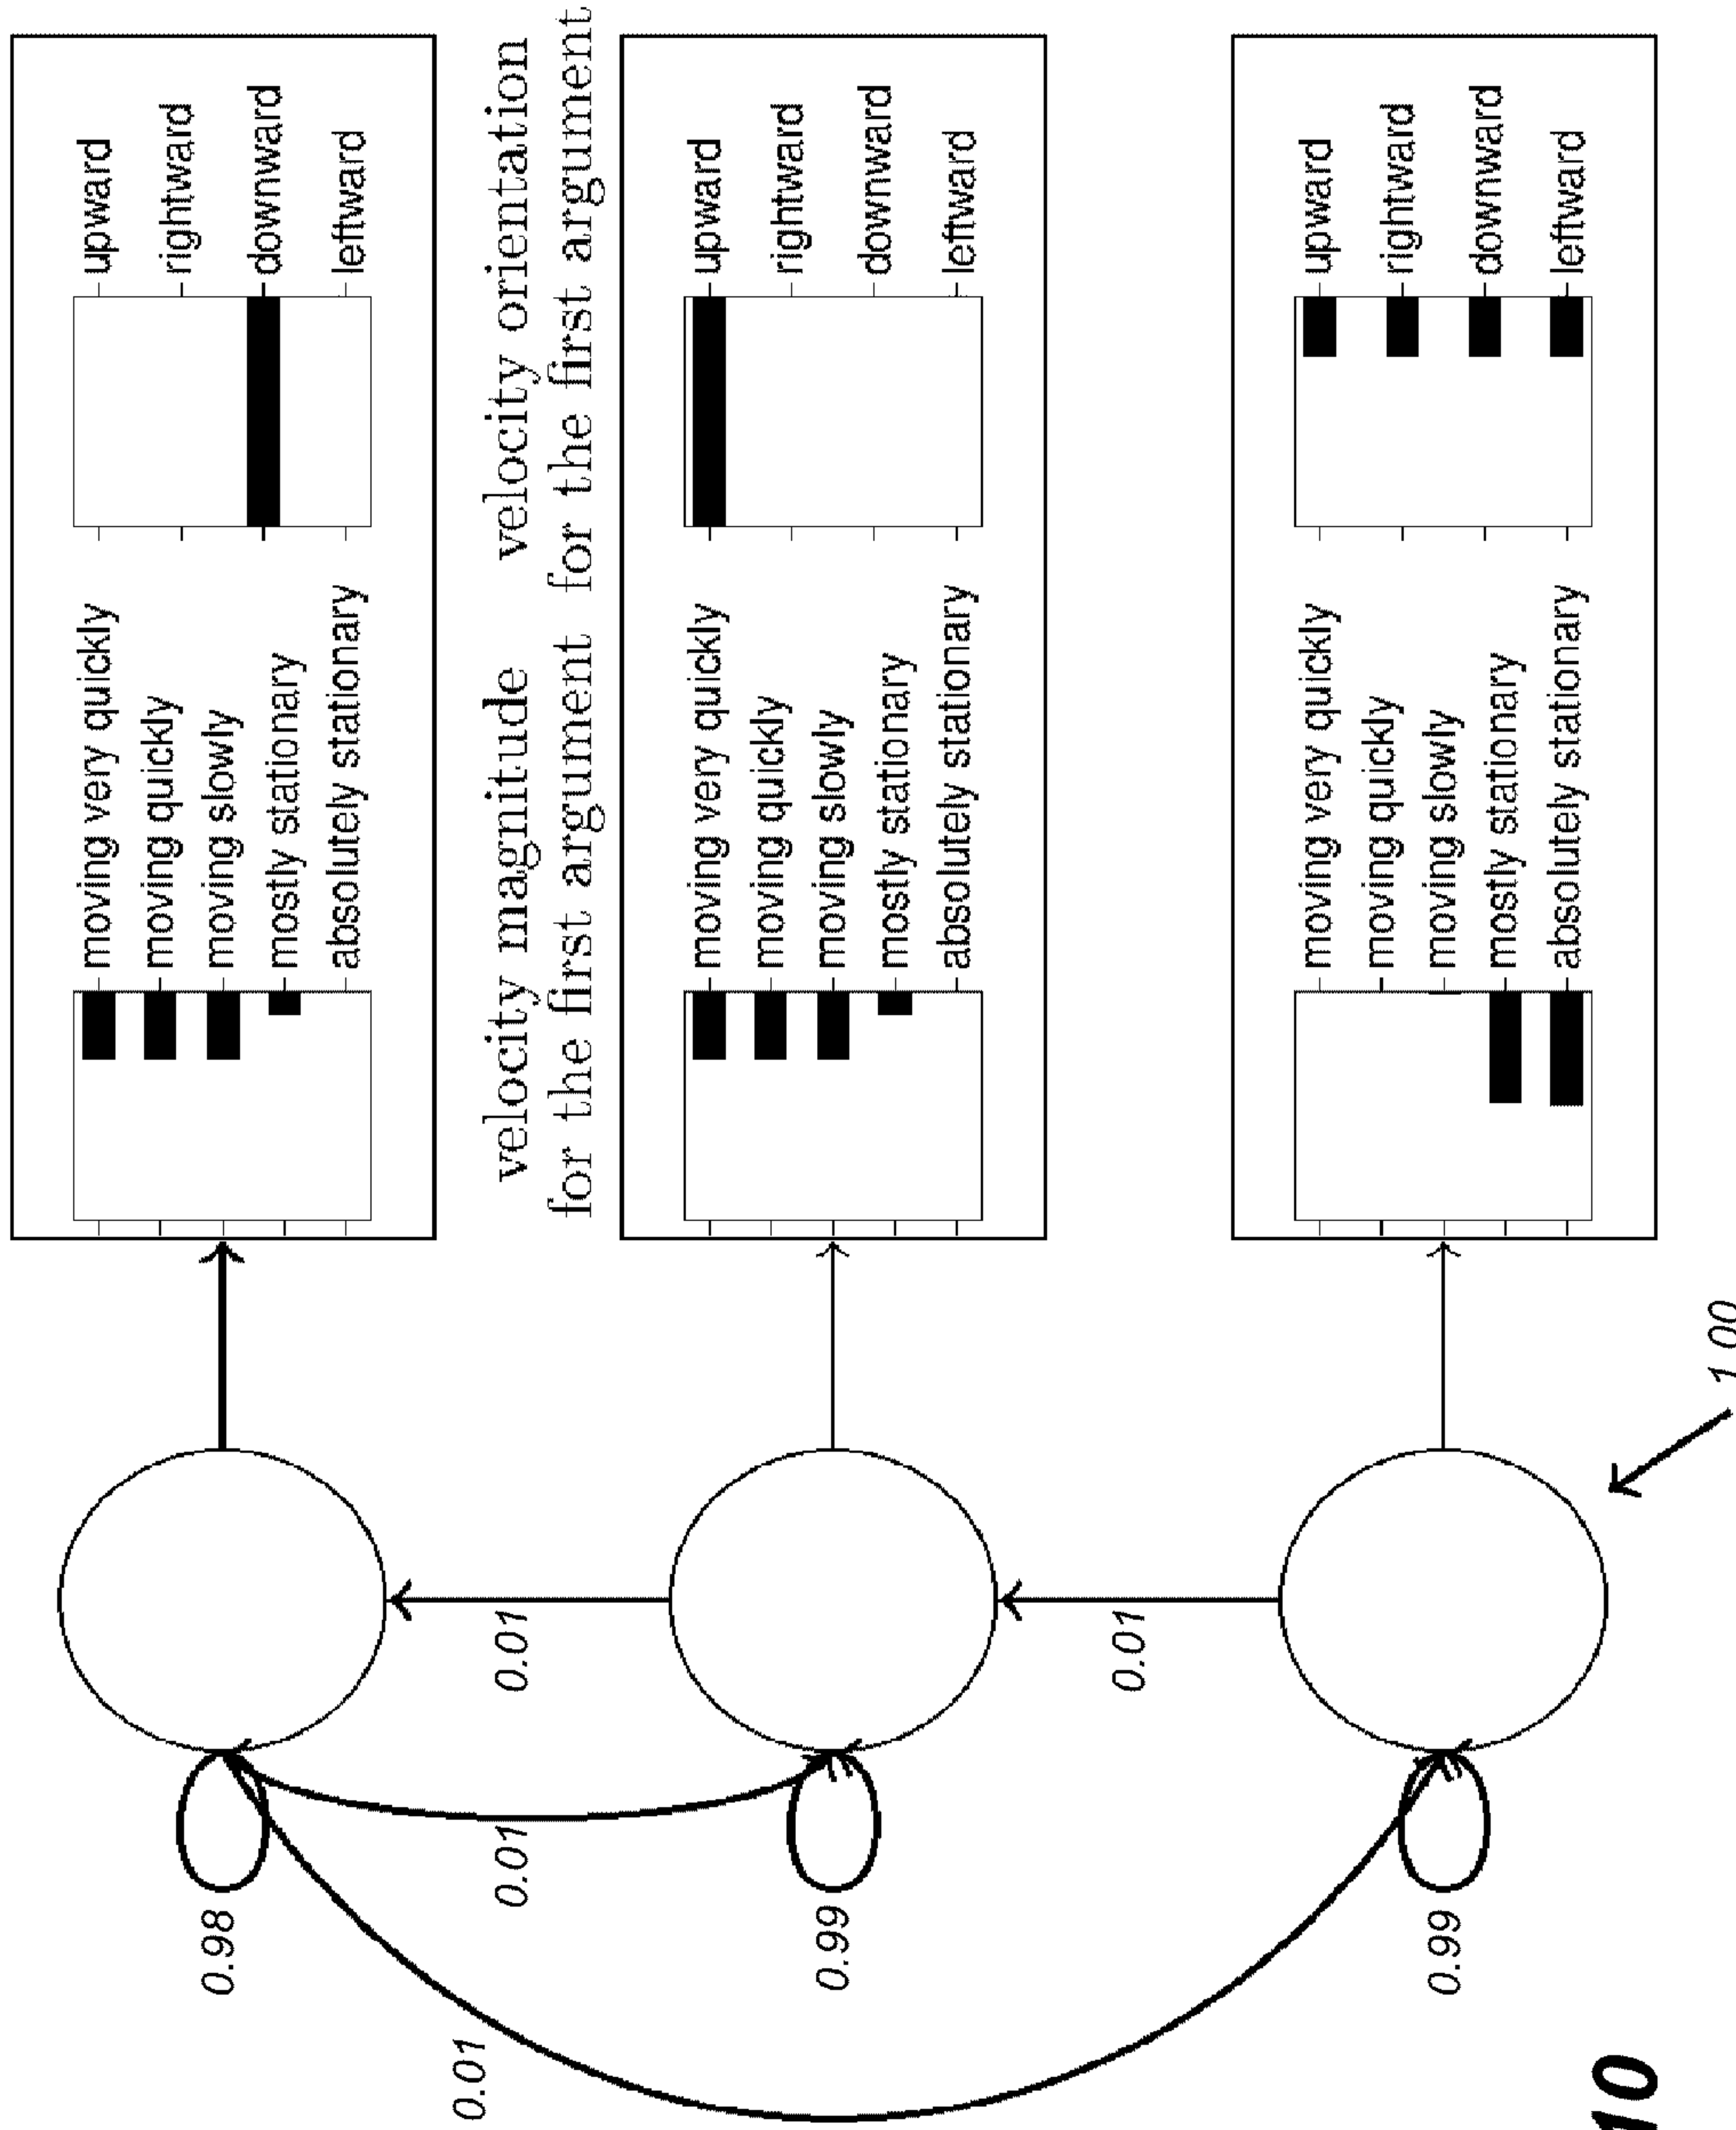 moving very quickly
moving quickly
moving slowly
mostly stationary
absolutely stationary
upward
rightward
downward
leftward
0.98
0.01
0.01
0.01
velocity magnitude
for the first argument
velocity orientation
for the first argument
moving very quickly
moving quickly
moving slowly
mostly stationary
absolutely stationary
upward
rightward
downward
leftward
0.99
0.01
moving very quickly
moving quickly
moving slowly
mostly stationary
absolutely stationary
upward
rightward
downward
leftward
0.99
1.00
10